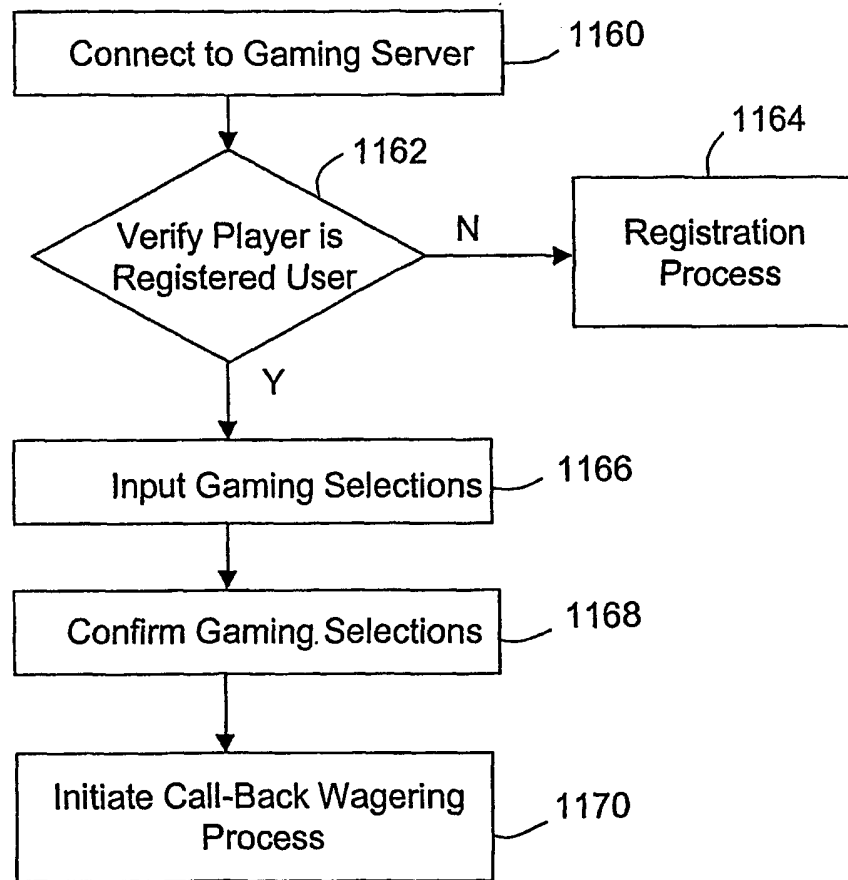 Connect to Gaming Server
1160
1162
1164
Verify Player is
Registered User
N
Registration
Process
Y
Input Gaming Selections
1166
Confirm Gaming Selections
1168
Initiate Call-Back Wagering
Process
1170